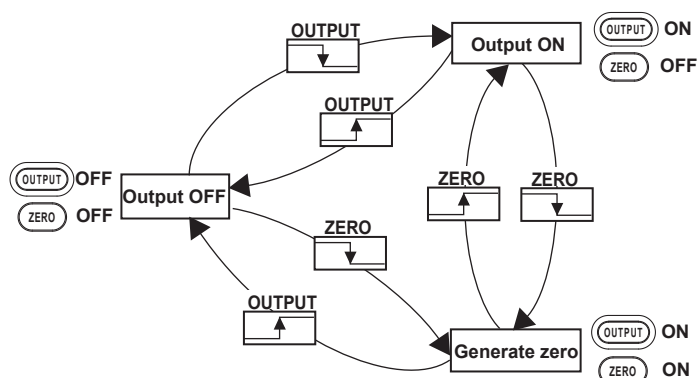 OUTPUT
Output ON
OUTPUT ON
ZERO OFF
OUTPUT
OUTPUT OFF
ZERO OFF
Output OFF
ZERO
ZERO
ZERO
OUTPUT
Generate zero
OUTPUT ON
ZERO ON